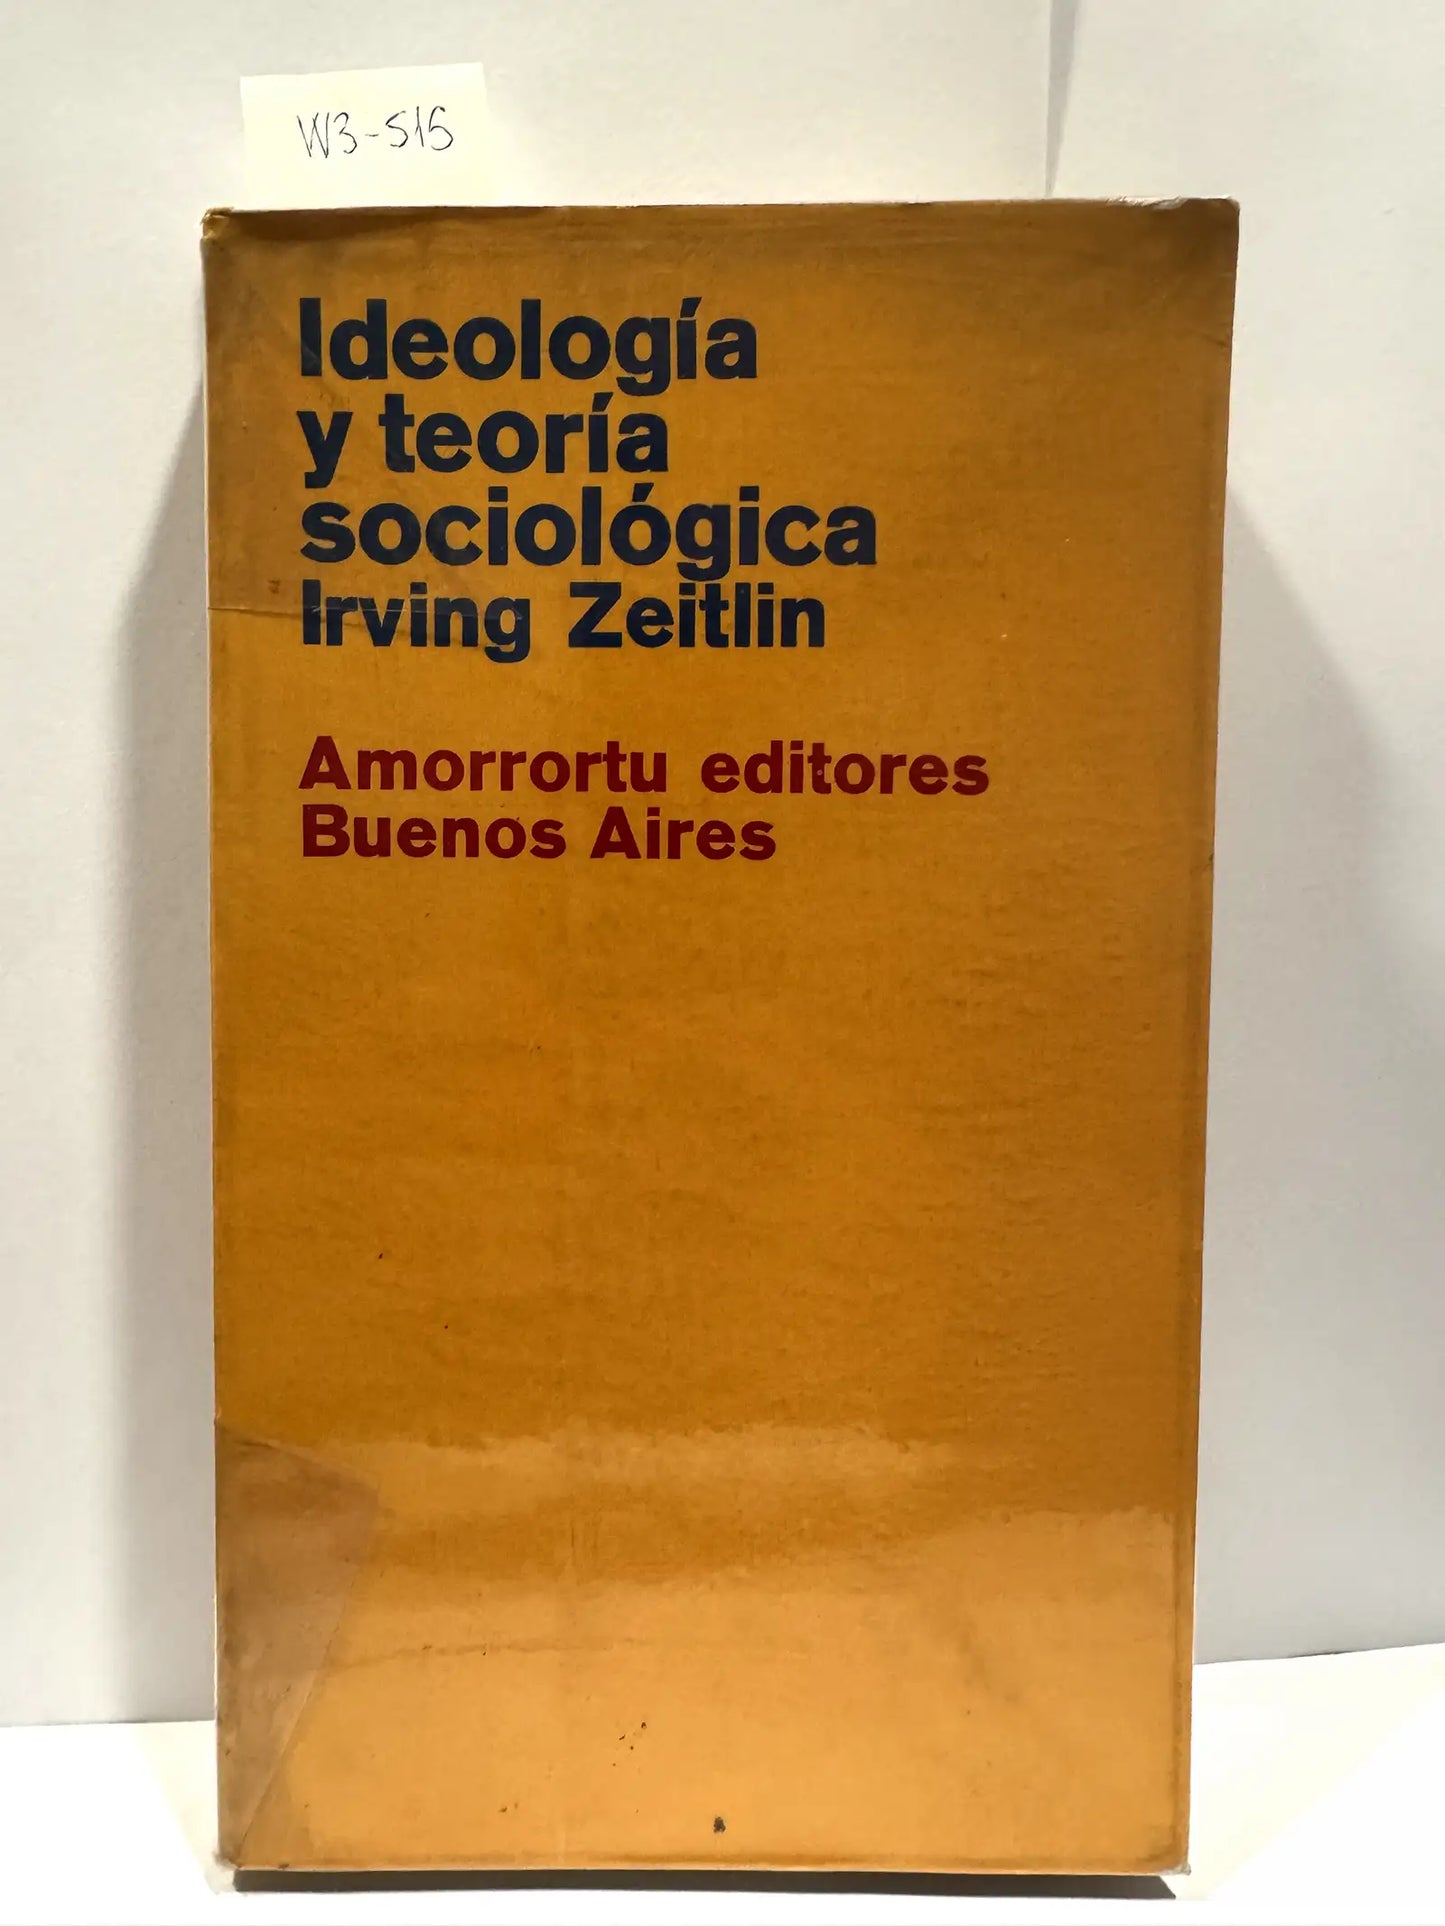 W3-515
Ideología
y teoría
sociológica
Irving Zeitlin
Amorrortu editores
Buenos Aires